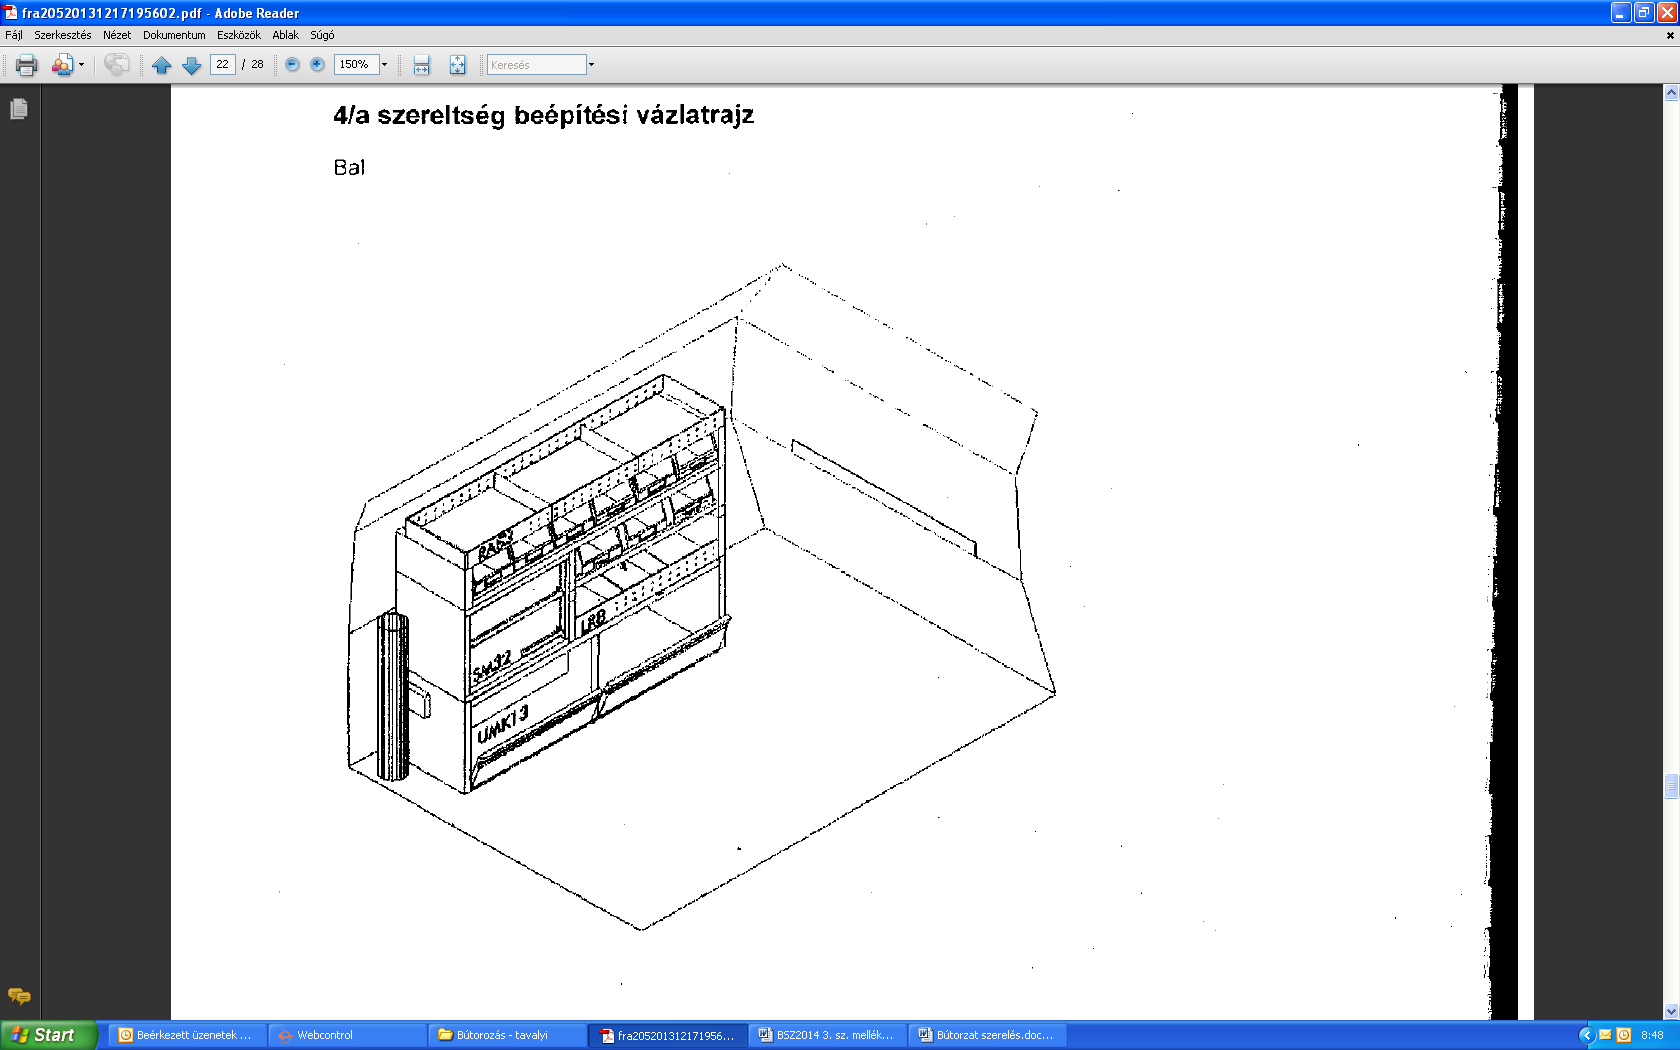 fra20520131217195602.pdf - Adobe Reader
Fájl Szerkesztés Nézet Dokumentum Eszközök Ablak Súgó
22 / 28 150% Keresés
4/a szereltség beépítési vázlatrajz
Bal
LRB
SM32
UMK13
Start Beérkezett üzenetek ... Webcontrol Bútorozás - tavalyi fra205201312171956... BSZ2014 3. sz. mellék... Bútorzat szerelés.doc... 8:48